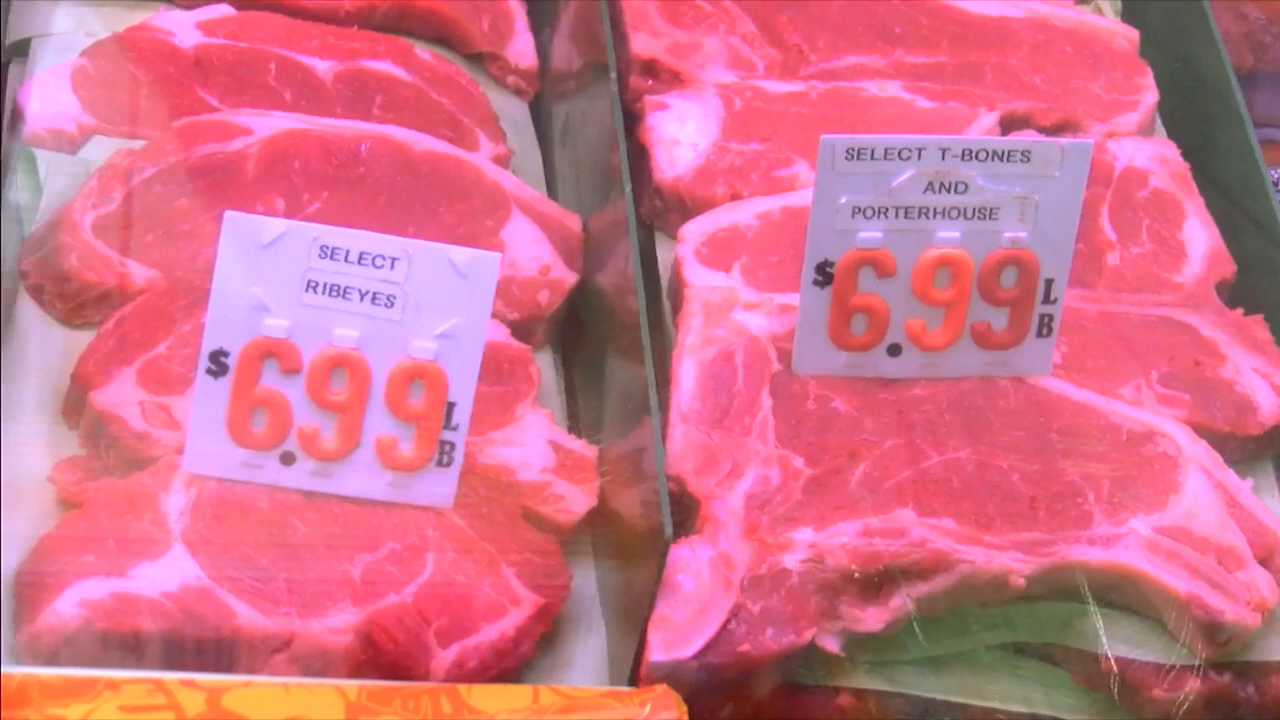 SELECT
RIBEYES
$6.99 LB
SELECT T-BONES
AND
PORTERHOUSE
$6.99 LB